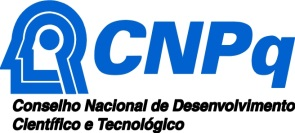 CNPq
Conselho Nacional de Desenvolvimento
Científico e Tecnológico